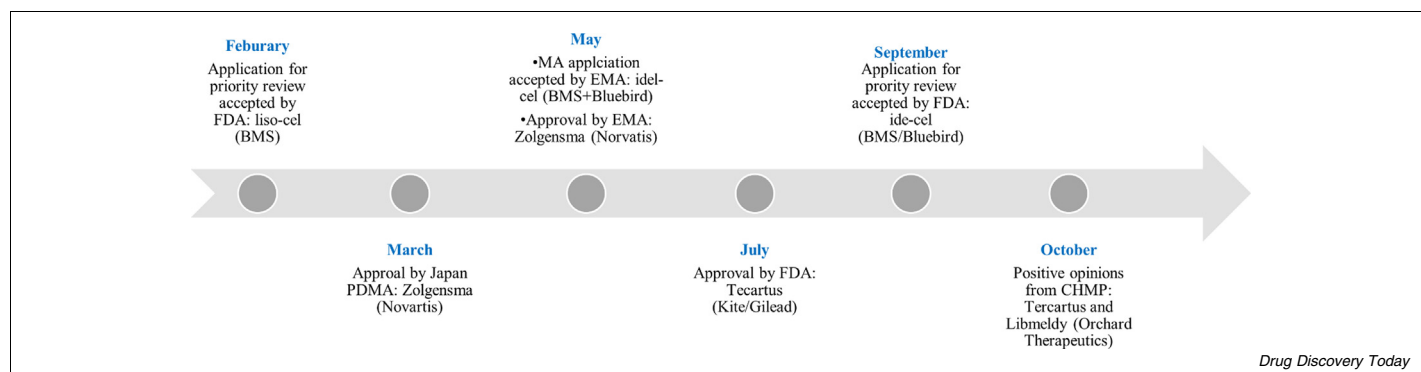 Feburary
Application for
priority review
accepted by
FDA: liso-cel
(BMS)
March
Approal by Japan
PDMA: Zolgensma
(Novartis)
May
•MA applciation
accepted by EMA: idel-
cel (BMS+Bluebird)
•Approval by EMA:
Zolgensma (Norvatis)
July
Approval by FDA:
Tecartus
(Kite/Gilead)
September
Application for
prority review
accepted by FDA:
ide-cel
(BMS/Bluebird)
October
Positive opinions
from CHMP:
Tercartus and
Libmeldy (Orchard
Therapeutics)
Drug Discovery Today